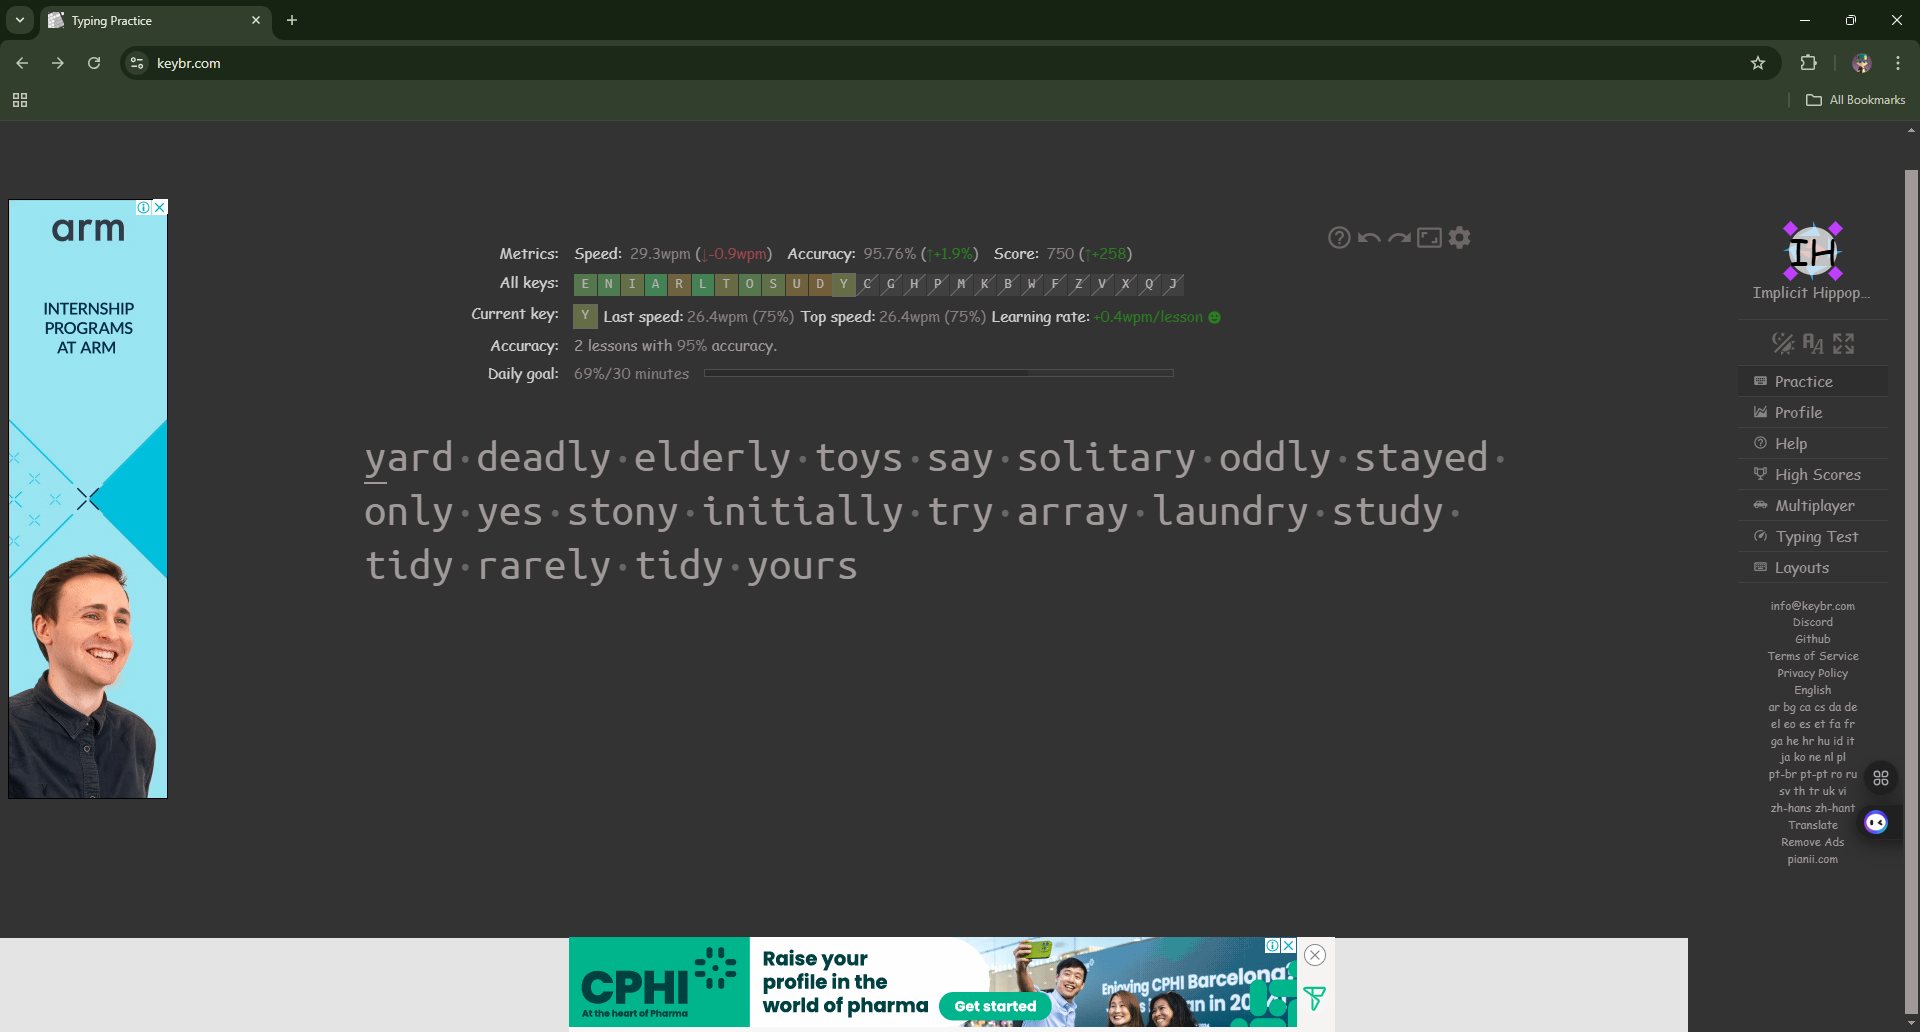 Typing Practice
keybr.com
All Bookmarks
arm
INTERNSHIP
PROGRAMS
AT ARM
Metrics: Speed: 29.3wpm (↓-0.9wpm) Accuracy: 95.76% (↑+1.9%) Score: 750 (↑+258)
All keys: E N I A R L T O S U D Y C G H P M K B W F Z V X Q J
Current key: Y Last speed: 26.4wpm (75%) Top speed: 26.4wpm (75%) Learning rate: +0.4wpm/lesson
Accuracy: 2 lessons with 95% accuracy.
Daily goal: 69%/30 minutes
yard·deadly·elderly·toys·say·solitary·oddly·stayed·
only·yes·stony·initially·try·array·laundry·study·
tidy·rarely·tidy·yours
IH
Implicit Hippop...
Practice
Profile
Help
High Scores
Multiplayer
Typing Test
Layouts
info@keybr.com
Discord
Github
Terms of Service
Privacy Policy
English
ar bg ca cs da de
el eo es et fa fr
ga he hr hu id it
ja ko ne nl pl
pt-br pt-pt ro ru
sv th tr uk vi
zh-hans zh-hant
Translate
Remove Ads
pianii.com
CPHI
At the heart of Pharma
Raise your
profile in the
world of pharma
Get started
Enjoying CPHI Barcelona?
an in 20